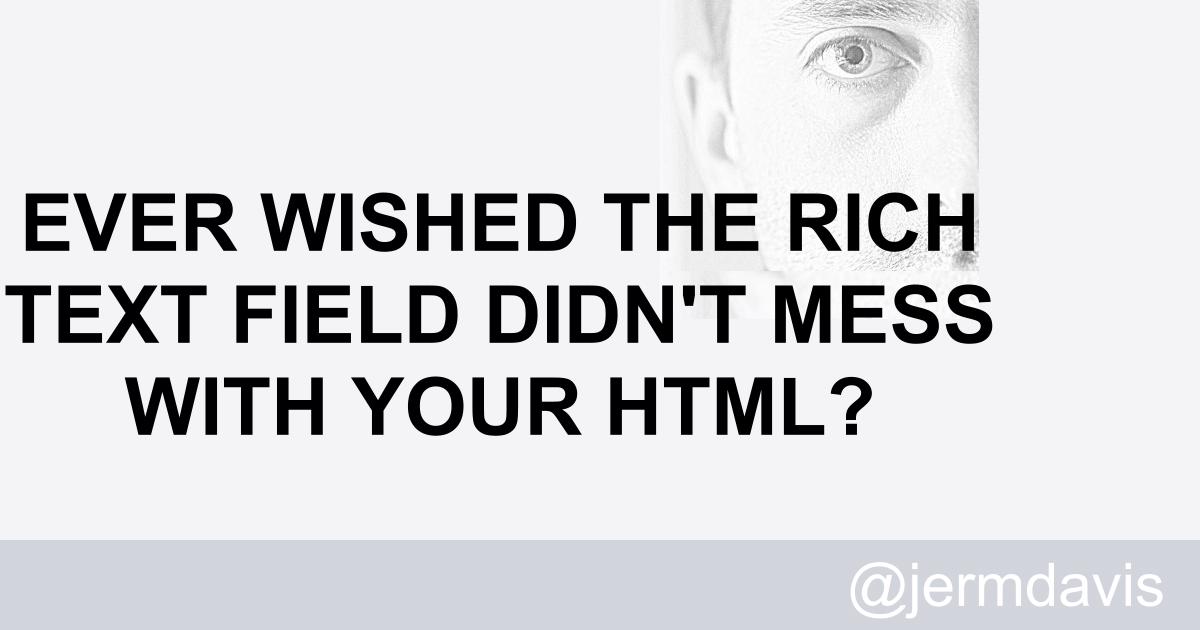 EVER WISHED THE RICH
TEXT FIELD DIDN'T MESS
WITH YOUR HTML?
@jermdavis